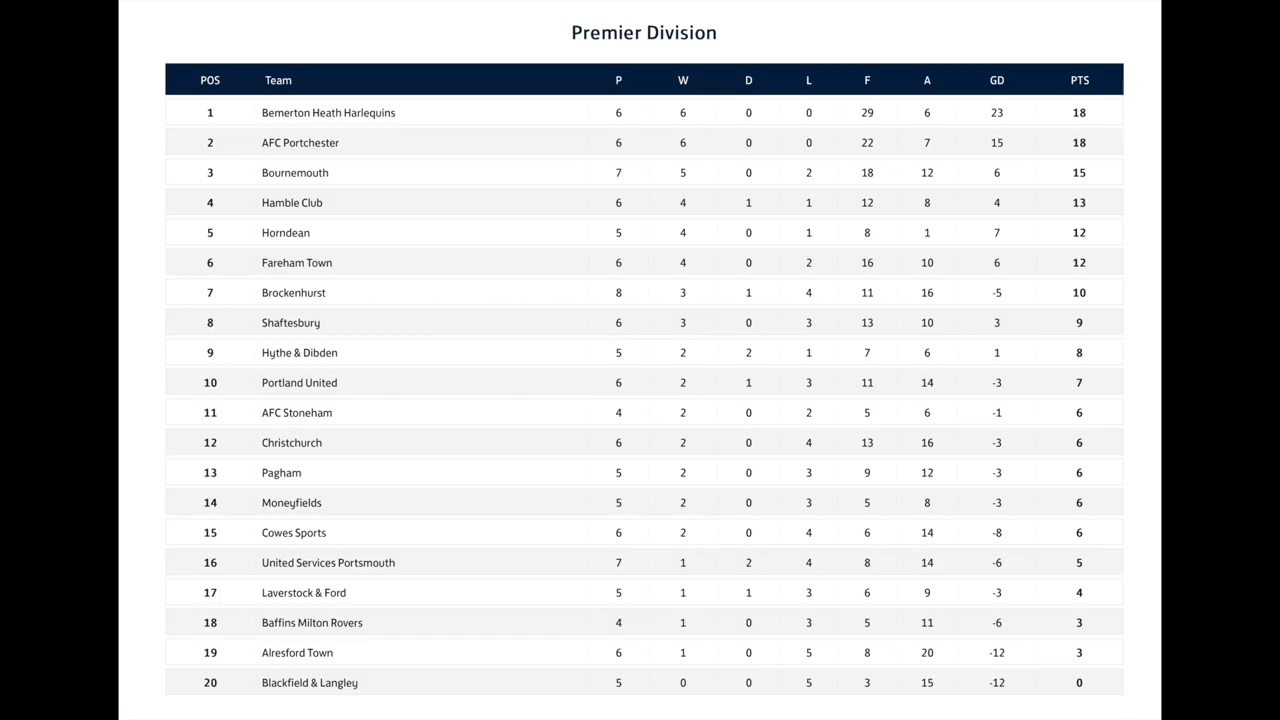 Premier Division
POS Team P W D L F A GD PTS
1 Bemerton Heath Harlequins 6 6 0 0 29 6 23 18
2 AFC Portchester 6 6 0 0 22 7 15 18
3 Bournemouth 7 5 0 2 18 12 6 15
4 Hamble Club 6 4 1 1 12 8 4 13
5 Horndean 5 4 0 1 8 1 7 12
6 Fareham Town 6 4 0 2 16 10 6 12
7 Brockenhurst 8 3 1 4 11 16 -5 10
8 Shaftesbury 6 3 0 3 13 10 3 9
9 Hythe & Dibden 5 2 2 1 7 6 1 8
10 Portland United 6 2 1 3 11 14 -3 7
11 AFC Stoneham 4 2 0 2 5 6 -1 6
12 Christchurch 6 2 0 4 13 16 -3 6
13 Pagham 5 2 0 3 9 12 -3 6
14 Moneyfields 5 2 0 3 5 8 -3 6
15 Cowes Sports 6 2 0 4 6 14 -8 6
16 United Services Portsmouth 7 1 2 4 8 14 -6 5
17 Laverstock & Ford 5 1 1 3 6 9 -3 4
18 Baffins Milton Rovers 4 1 0 3 5 11 -6 3
19 Alresford Town 6 1 0 5 8 20 -12 3
20 Blackfield & Langley 5 0 0 5 3 15 -12 0